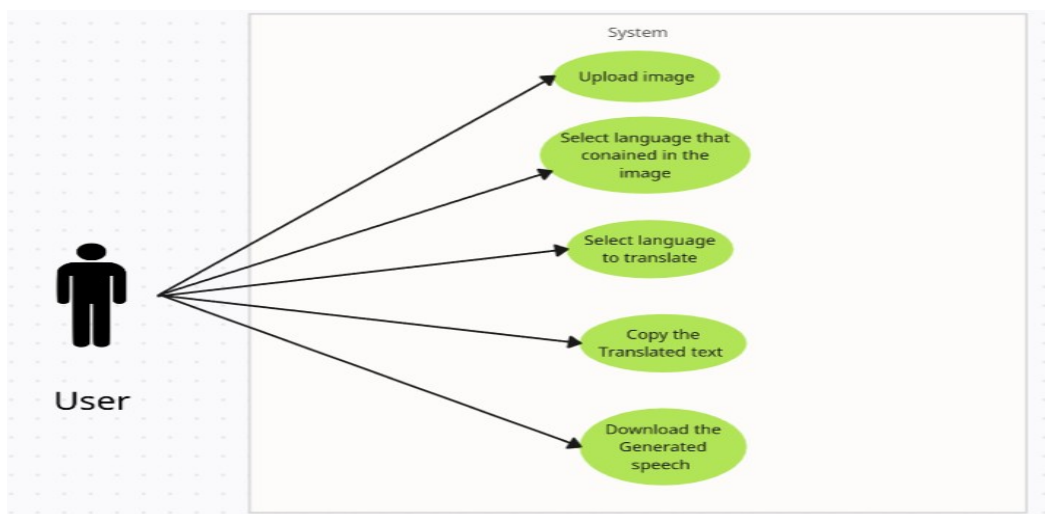 System
Upload image
Select language that
conained in the
image
Select language
to translate
Copy the
Translated text
Download the
Generated
speech
User